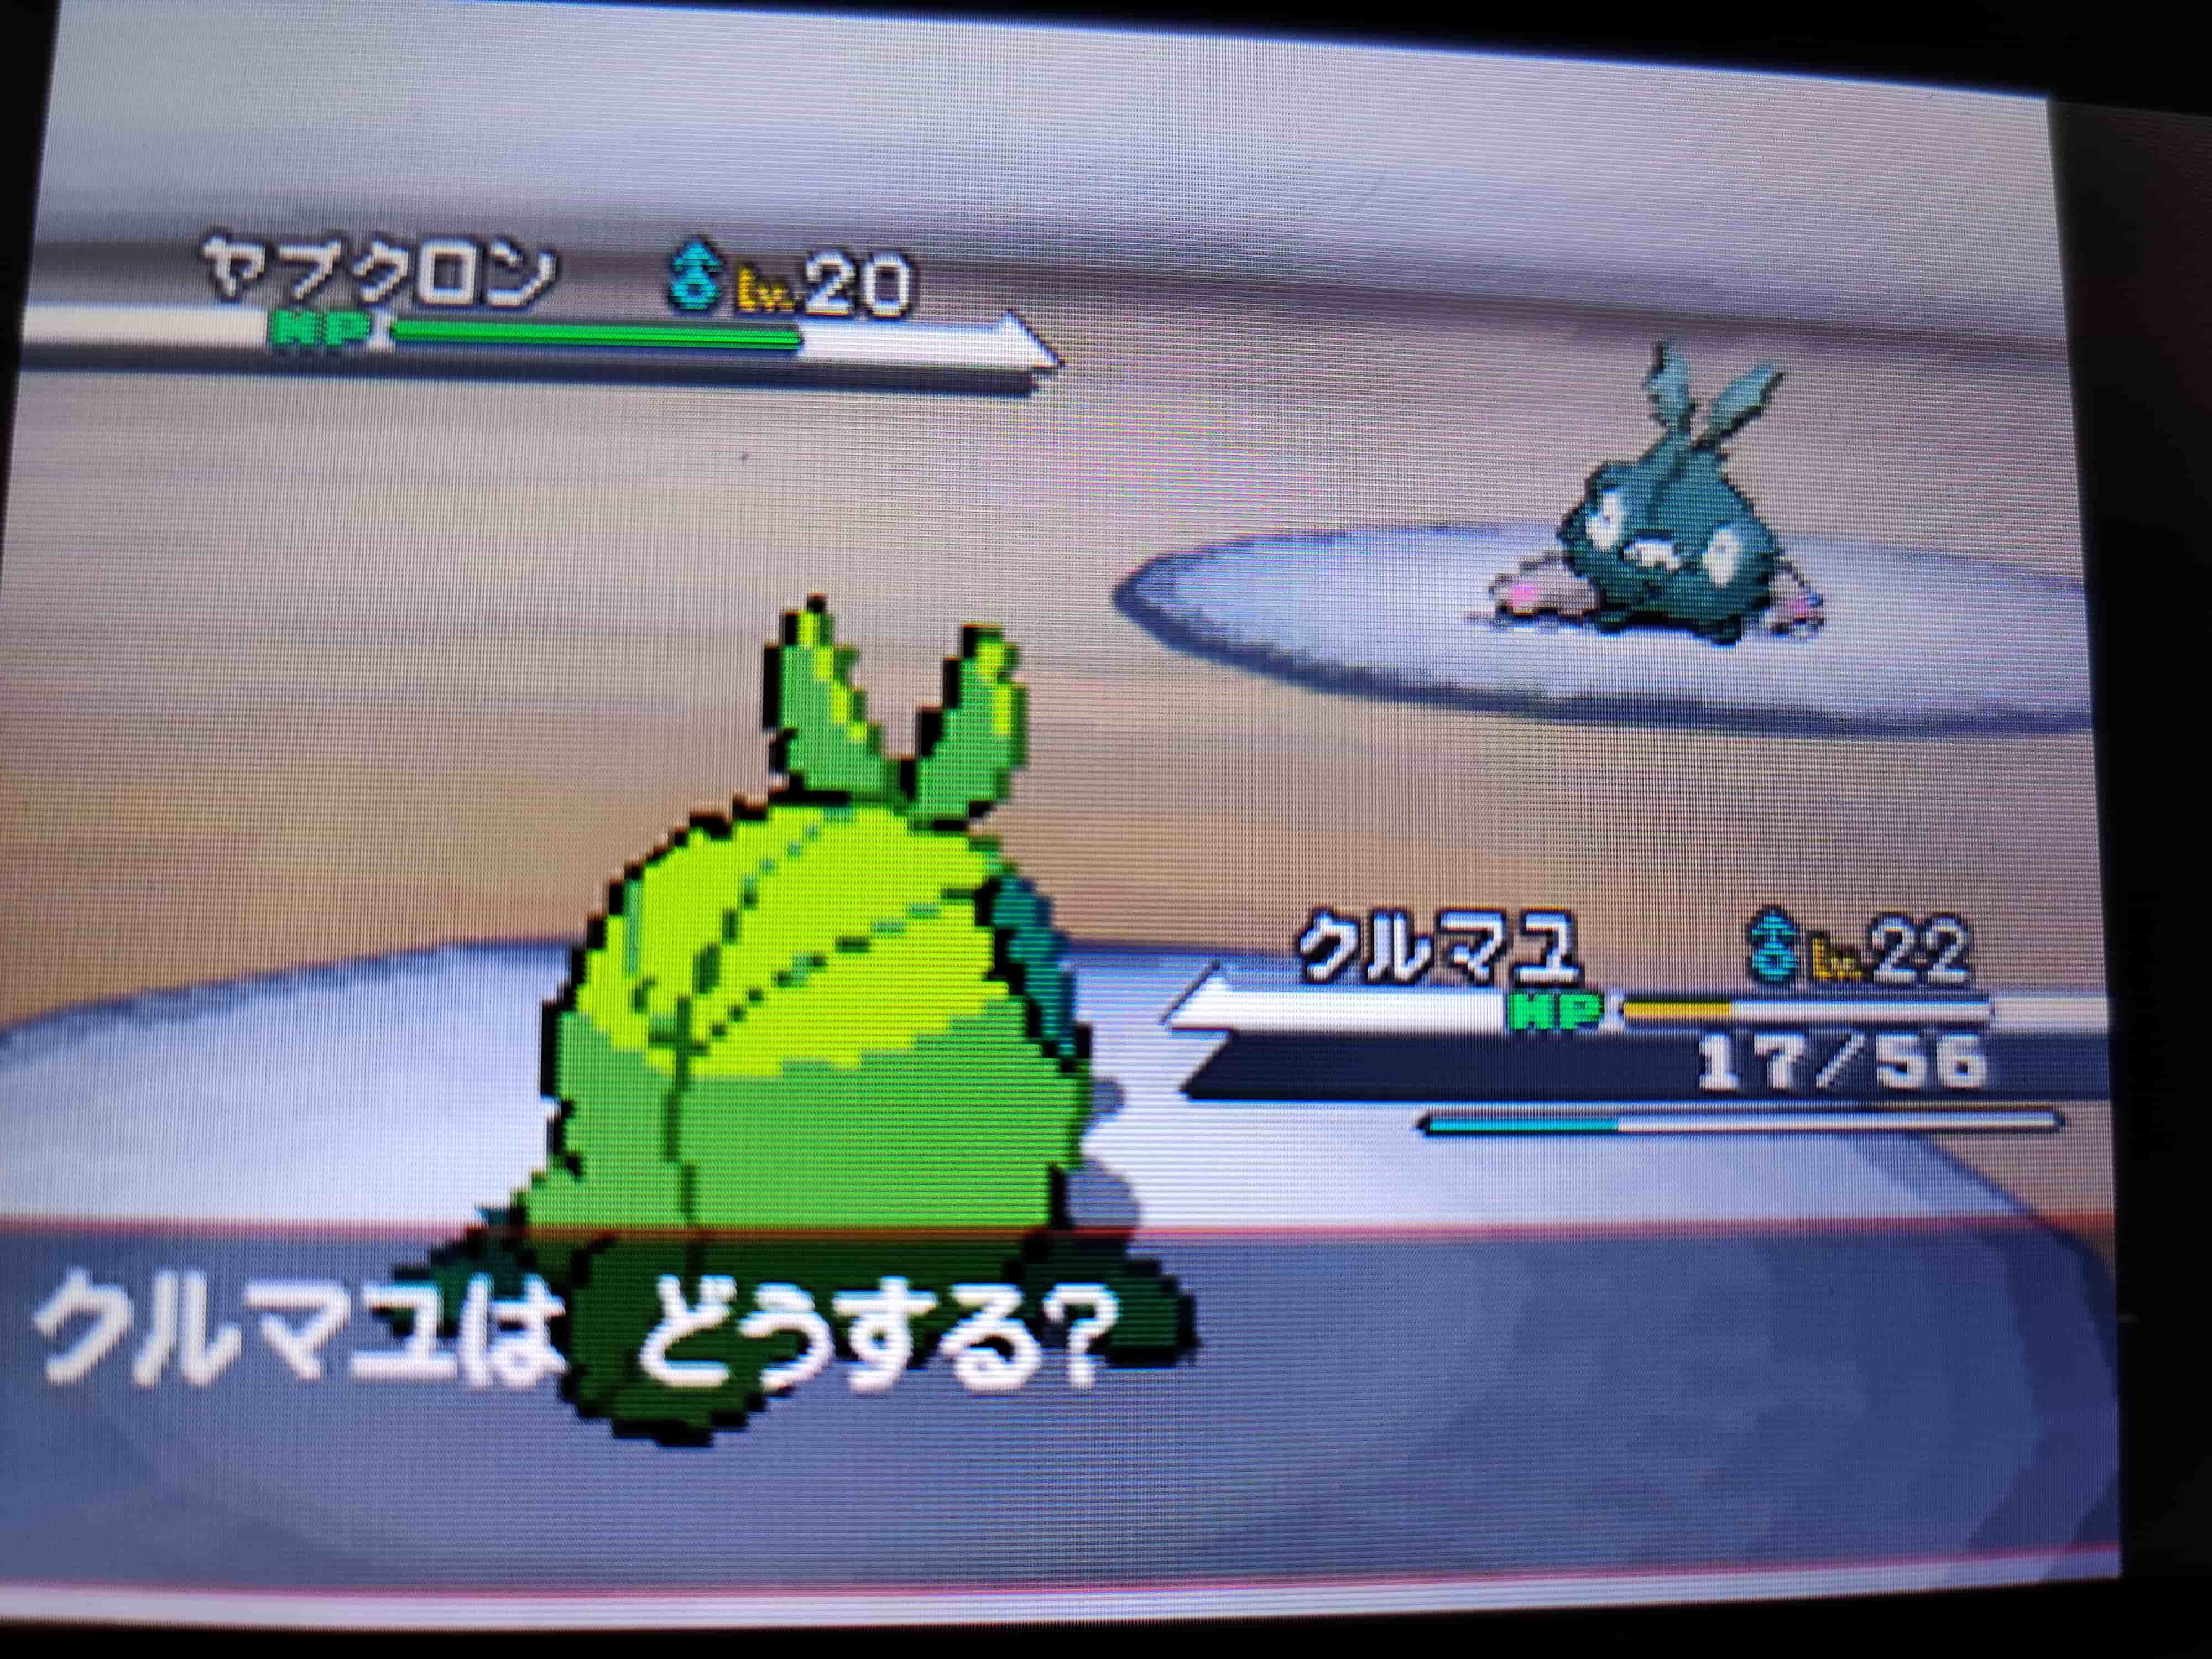 ヤブクロン ♂ Lv.20
HP
クルマユ ♂ Lv.22
HP
17/56
クルマユは どうする?